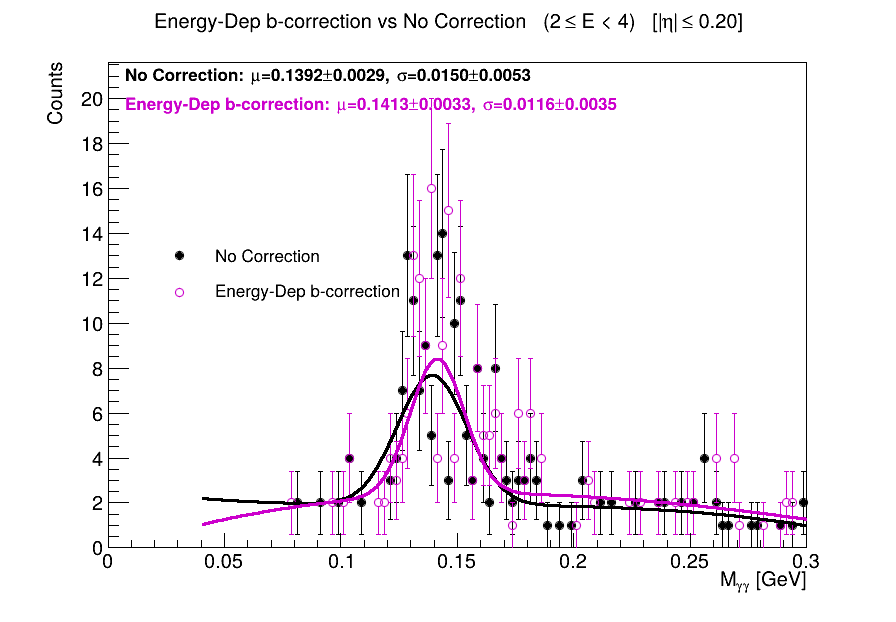 Energy-Dep b-correction vs No Correction (2 ≤ E < 4) [|η| ≤ 0.20]
Counts
No Correction: μ=0.1392±0.0029, σ=0.0150±0.0053
Energy-Dep b-correction: μ=0.1413±0.0033, σ=0.0116±0.0035
20
18
16
14
12
10
8
6
4
2
0
No Correction
Energy-Dep b-correction
0 0.05 0.1 0.15 0.2 0.25 0.3
Mγγ [GeV]